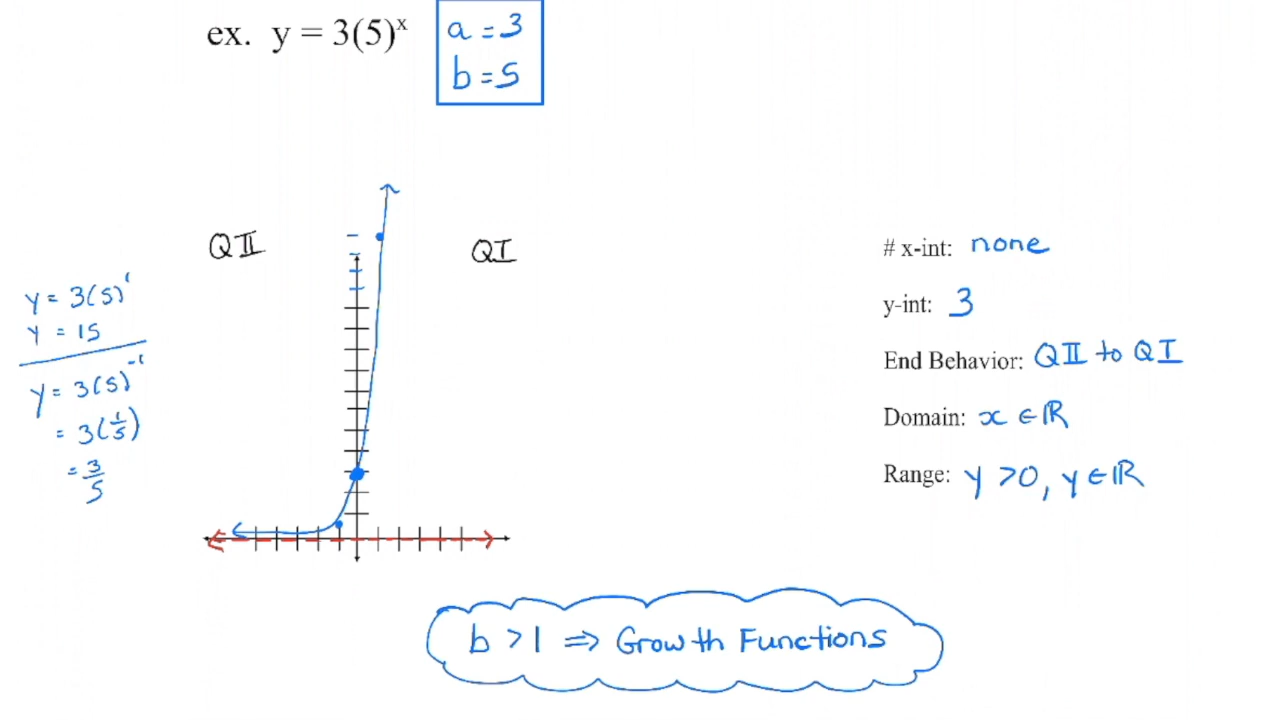 ex. y = 3(5)ˣ
a = 3
b = 5
QII
QI
y = 3(5)¹
y = 15
y = 3(5)⁻¹
= 3(1/5)
= 3/5
# x-int: none
y-int: 3
End Behavior: QII to QI
Domain: x ∈ ℝ
Range: y > 0, y ∈ ℝ
b > 1 ⇒ Growth Functions